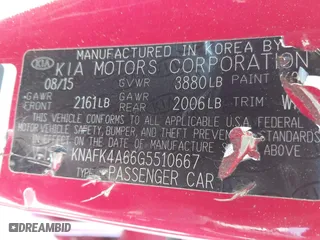 MANUFACTURED IN KOREA BY
KIA KIA MOTORS CORPORATION
08/15 GVWR 3880LB PAINT
GAWR GAWR
FRONT 2161LB REAR 2006LB TRIM
THIS VEHICLE CONFORMS TO ALL APPLICABLE U.S.A FEDERAL
MOTOR VEHICLE SAFETY, BUMPER, AND THEFT PREVENTION STANDARDS
IN EFFECT ON THE DATE OF MANUFACTURE SHOWN ABOVE.
KNAFK4A66G5510667
TYPE: PASSENGER CAR
DREAMBID